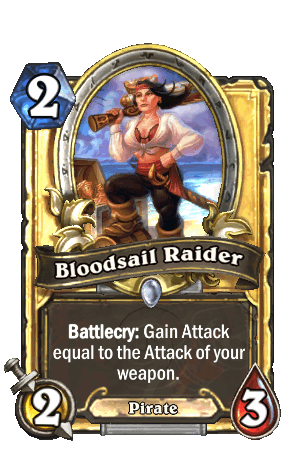 2
Bloodsail Raider
Battlecry: Gain Attack
equal to the Attack of your
weapon.
2
Pirate
3